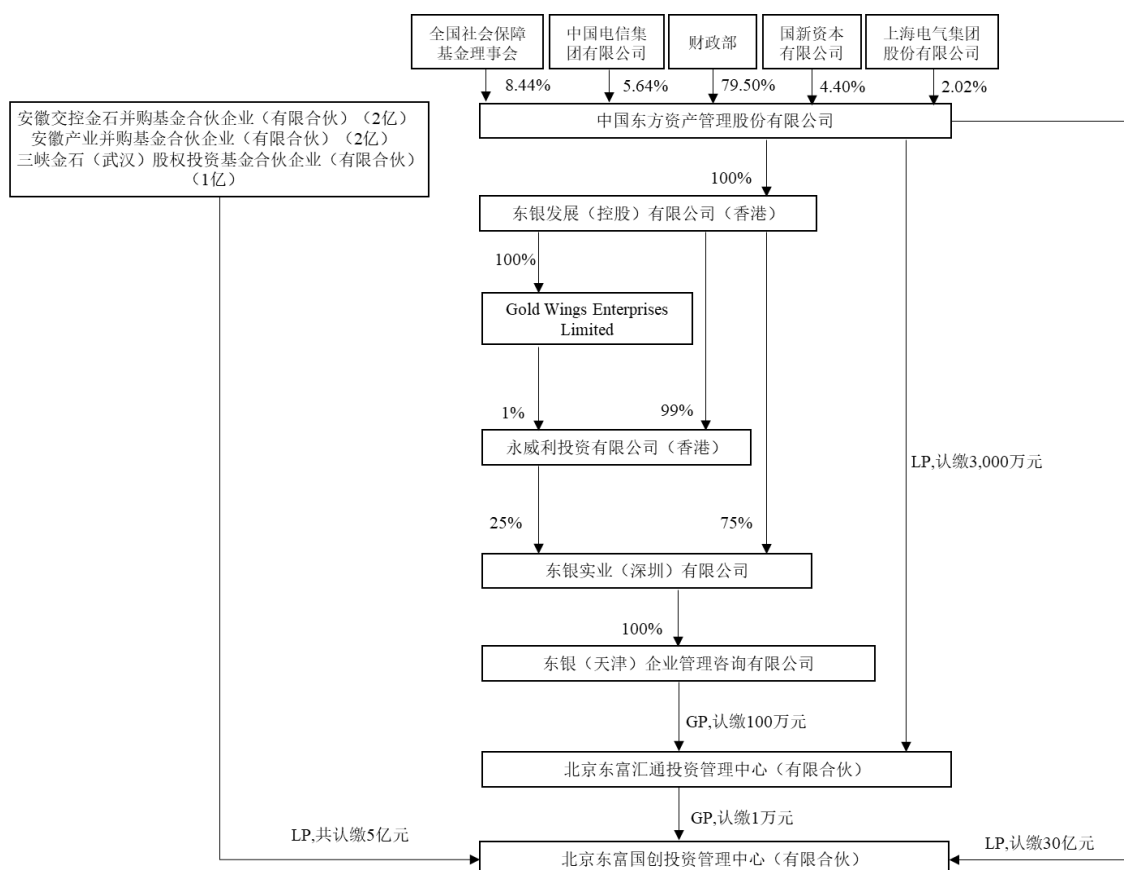 全国社会保障
基金理事会
中国电信集
团有限公司
财政部
国新资本
有限公司
上海电气集团
股份有限公司
8.44%
5.64%
79.50%
4.40%
2.02%
安徽交控金石并购基金合伙企业（有限合伙）（2亿）
安徽产业并购基金合伙企业（有限合伙）（2亿）
三峡金石（武汉）股权投资基金合伙企业（有限合伙）
（1亿）
中国东方资产管理股份有限公司
100%
东银发展（控股）有限公司（香港）
100%
Gold Wings Enterprises
Limited
1%
99%
永威利投资有限公司（香港）
LP,认缴3,000万元
25%
75%
东银实业（深圳）有限公司
100%
东银（天津）企业管理咨询有限公司
GP,认缴100万元
北京东富汇通投资管理中心（有限合伙）
GP,认缴1万元
LP,共认缴5亿元
LP,认缴30亿元
北京东富国创投资管理中心（有限合伙）